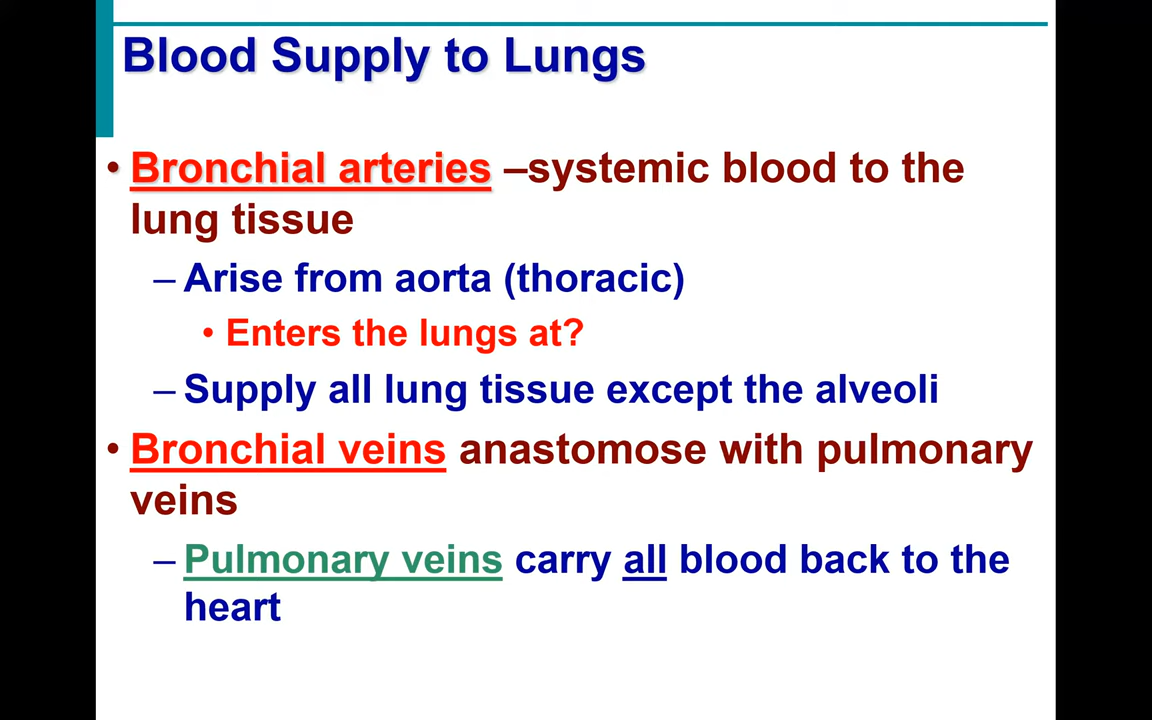 Blood Supply to Lungs
• Bronchial arteries –systemic blood to the
lung tissue
– Arise from aorta (thoracic)
• Enters the lungs at?
– Supply all lung tissue except the alveoli
• Bronchial veins anastomose with pulmonary
veins
– Pulmonary veins carry all blood back to the
heart